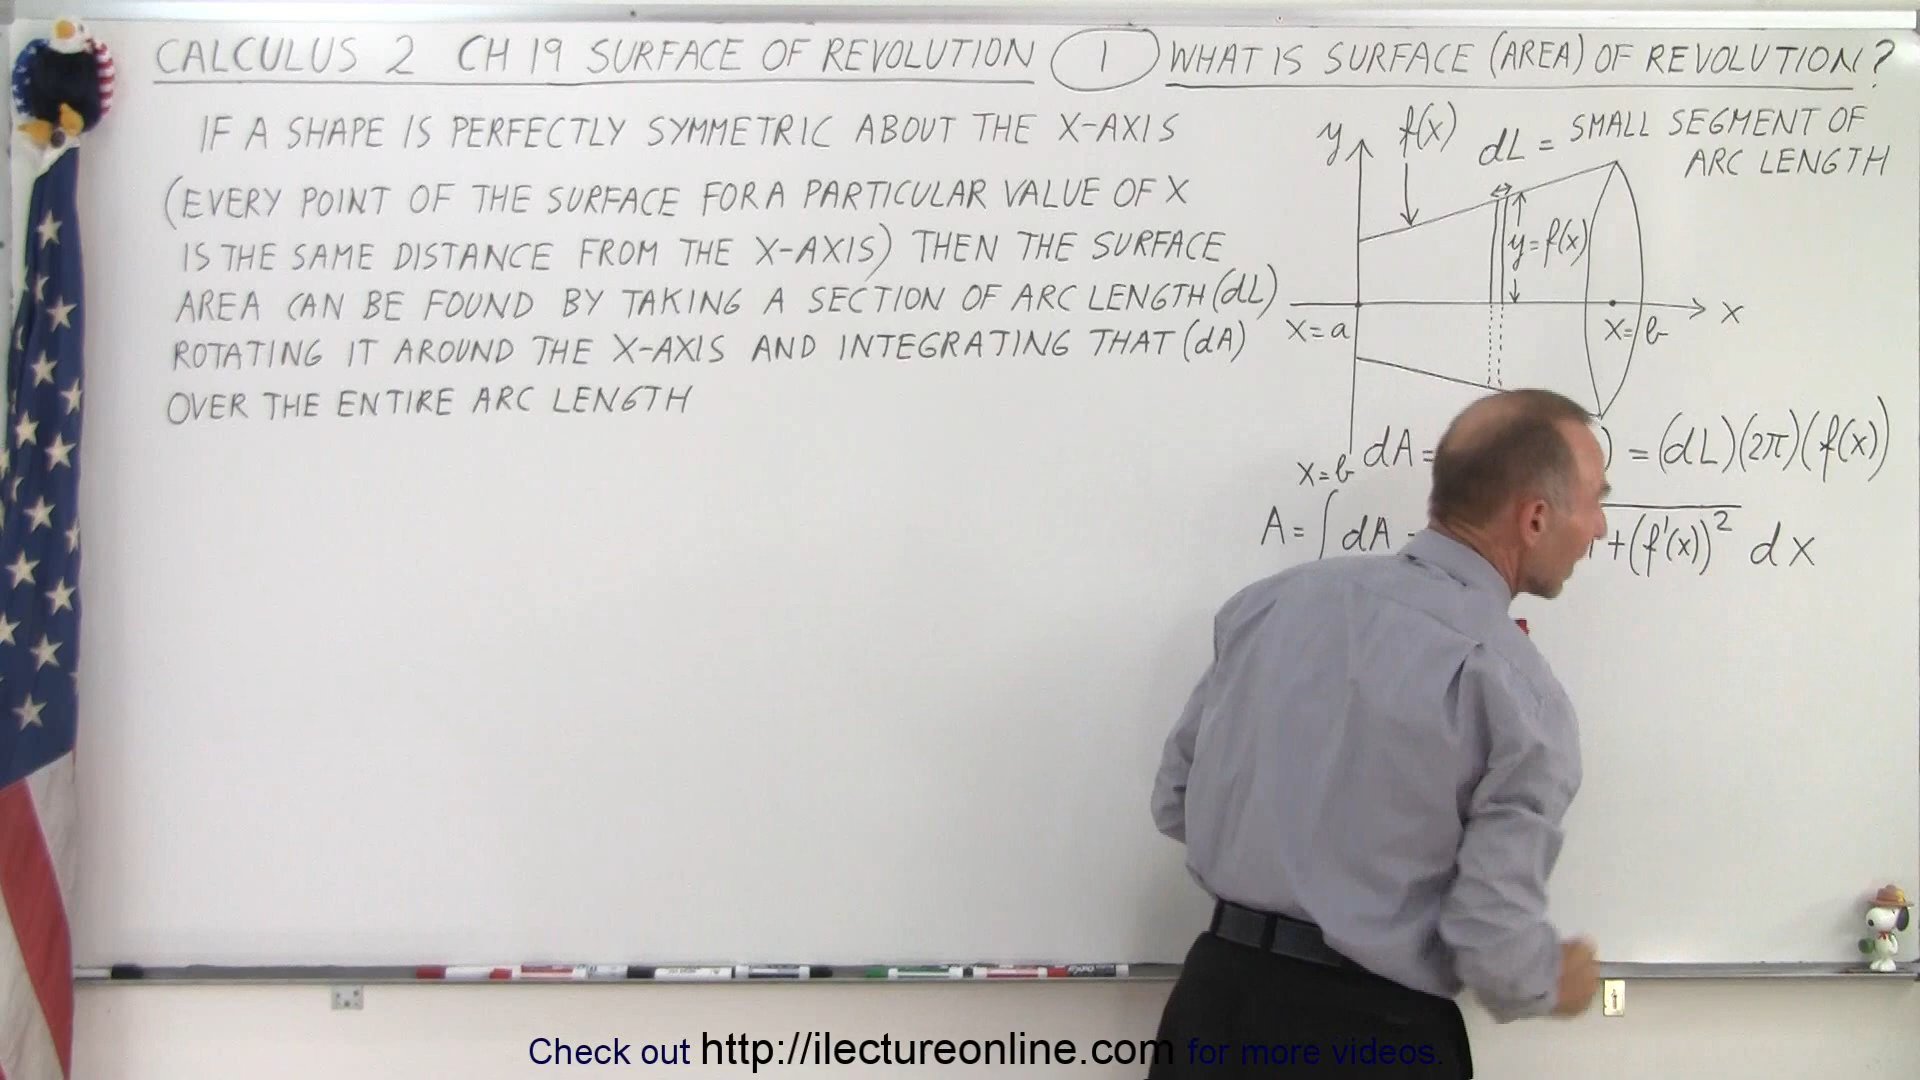 CALCULUS 2 CH 19 SURFACE OF REVOLUTION 1 WHAT IS SURFACE (AREA) OF REVOLUTION?
IF A SHAPE IS PERFECTLY SYMMETRIC ABOUT THE X-AXIS
(EVERY POINT OF THE SURFACE FOR A PARTICULAR VALUE OF X
IS THE SAME DISTANCE FROM THE X-AXIS) THEN THE SURFACE
AREA CAN BE FOUND BY TAKING A SECTION OF ARC LENGTH (dL)
ROTATING IT AROUND THE X-AXIS AND INTEGRATING THAT (dA)
OVER THE ENTIRE ARC LENGTH
y f(x) dL = SMALL SEGMENT OF
ARC LENGTH
y=f(x)
x
x=a x=b
dA= ) = (dL)(2π)(f(x))
x=b
A = ∫ dA +(f'(x))² dx
Check out http://ilectureonline.com for more videos.